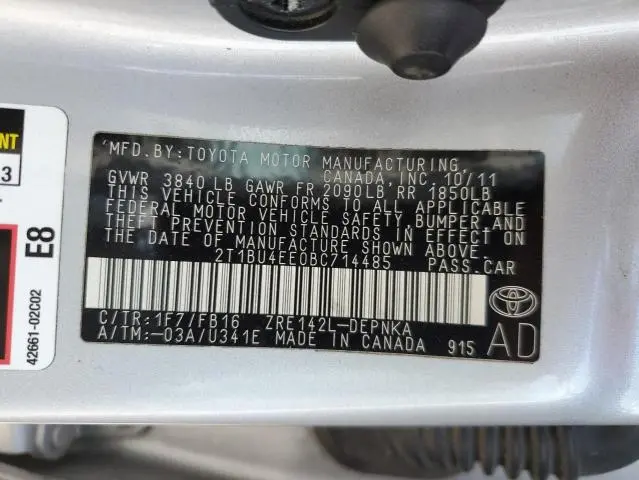 'MFD. BY:TOYOTA MOTOR MANUFACTURING
CANADA, INC. 10/11
GVWR 3840 LB GAWR FR 2090LB RR 1850LB
THIS VEHICLE CONFORMS TO ALL APPLICABLE
FEDERAL MOTOR VEHICLE SAFETY BUMPER AND
THEFT PREVENTION STANDARDS IN EFFECT ON
THE DATE OF MANUFACTURE SHOWN ABOVE.
2T1BU4EE0BC714485 PASS.CAR
C/TR:1F7/FB16 ZRE142L-DEPNKA
A/TM:-03A/U341E MADE IN CANADA 915
AD
E8
42661-02C02
3